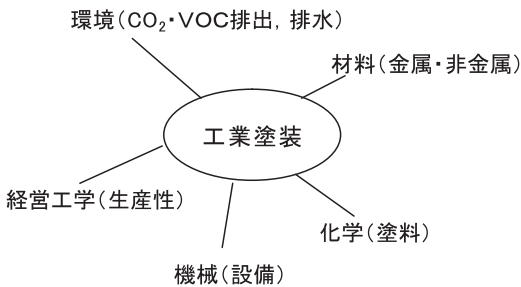 環境（CO₂・VOC排出，排水）
材料（金属・非金属）
工業塗装
経営工学（生産性）
化学（塗料）
機械（設備）